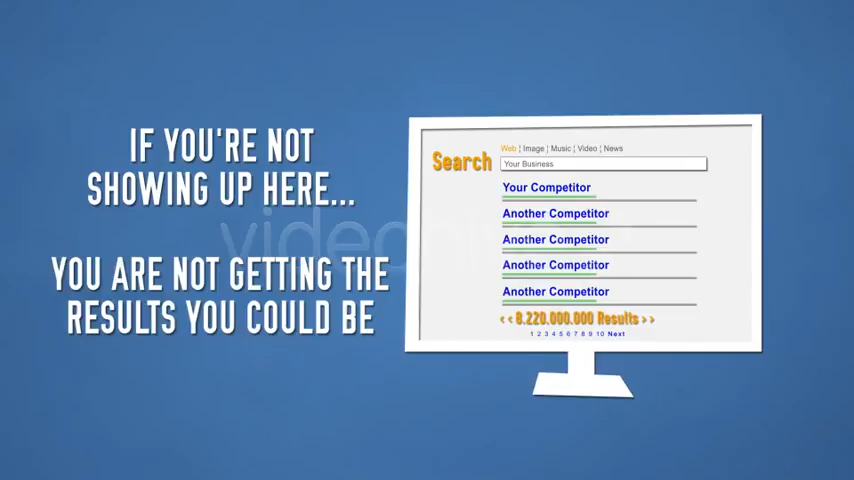 IF YOU'RE NOT
SHOWING UP HERE...
YOU ARE NOT GETTING THE
RESULTS YOU COULD BE
Web ¦ Image ¦ Music ¦ Video ¦ News
Search
Your Business
Your Competitor
Another Competitor
Another Competitor
Another Competitor
Another Competitor
< < 8.220.000.000 Results > >
1 2 3 4 5 6 7 8 9 10 Next